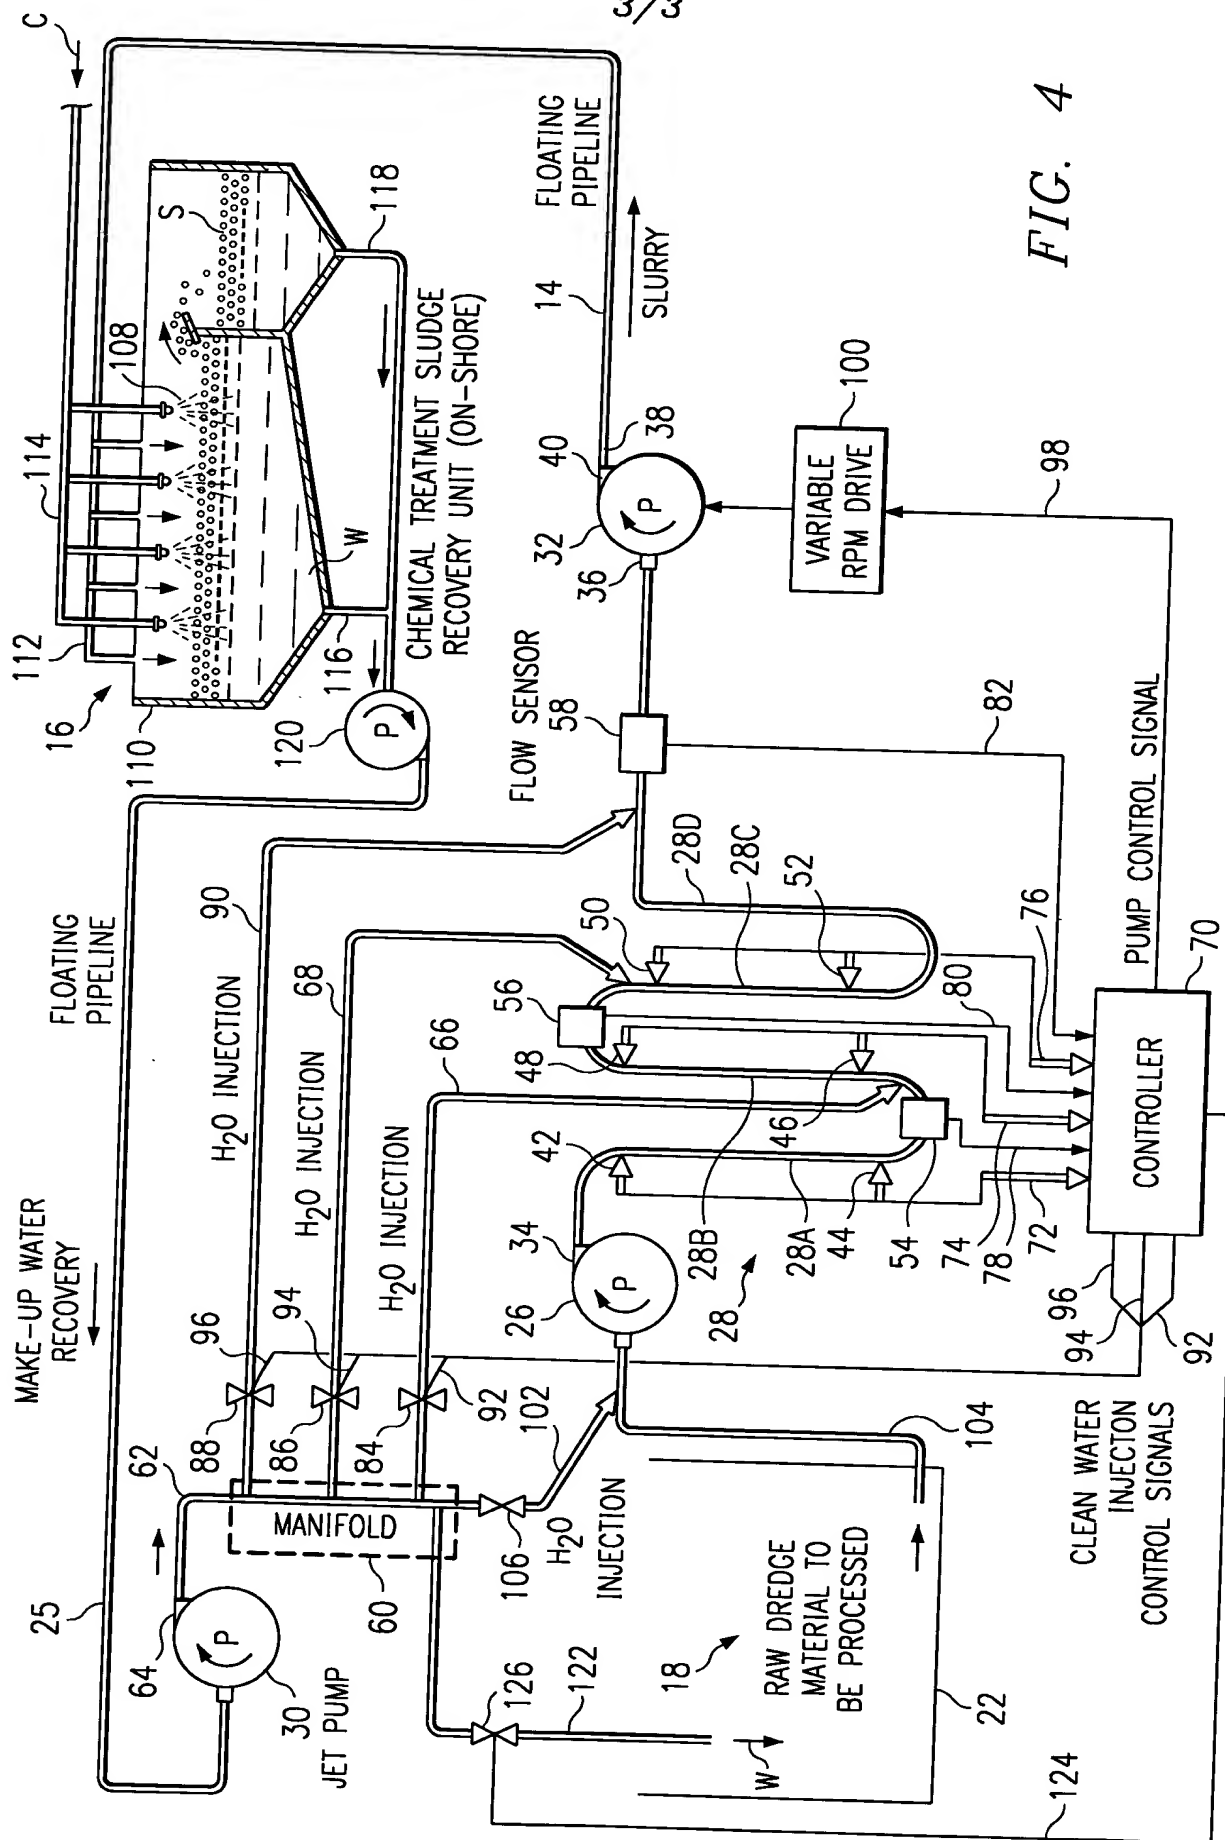 3/3
C
112
114
108
16
110
S
W
116
118
120
P
CHEMICAL TREATMENT SLUDGE
RECOVERY UNIT (ON-SHORE)
FLOATING
PIPELINE
14
SLURRY
FIG. 4
MAKE-UP WATER
RECOVERY
FLOATING
PIPELINE
25
62
64
P
30
JET PUMP
MANIFOLD
60
88
86
84
96
94
92
H2O INJECTION
90
H2O INJECTION
68
H2O INJECTION
66
106
102
H2O
INJECTION
126
122
W
124
18
RAW DREDGE
MATERIAL TO
BE PROCESSED
22
104
26
34
P
28
28A
28B
28C
28D
42
44
46
48
50
52
54
56
FLOW SENSOR
58
36
32
40
38
P
VARIABLE
RPM DRIVE
100
98
82
PUMP CONTROL SIGNAL
76
80
74
78
72
CONTROLLER
70
96
94
92
CLEAN WATER
INJECTON
CONTROL SIGNALS